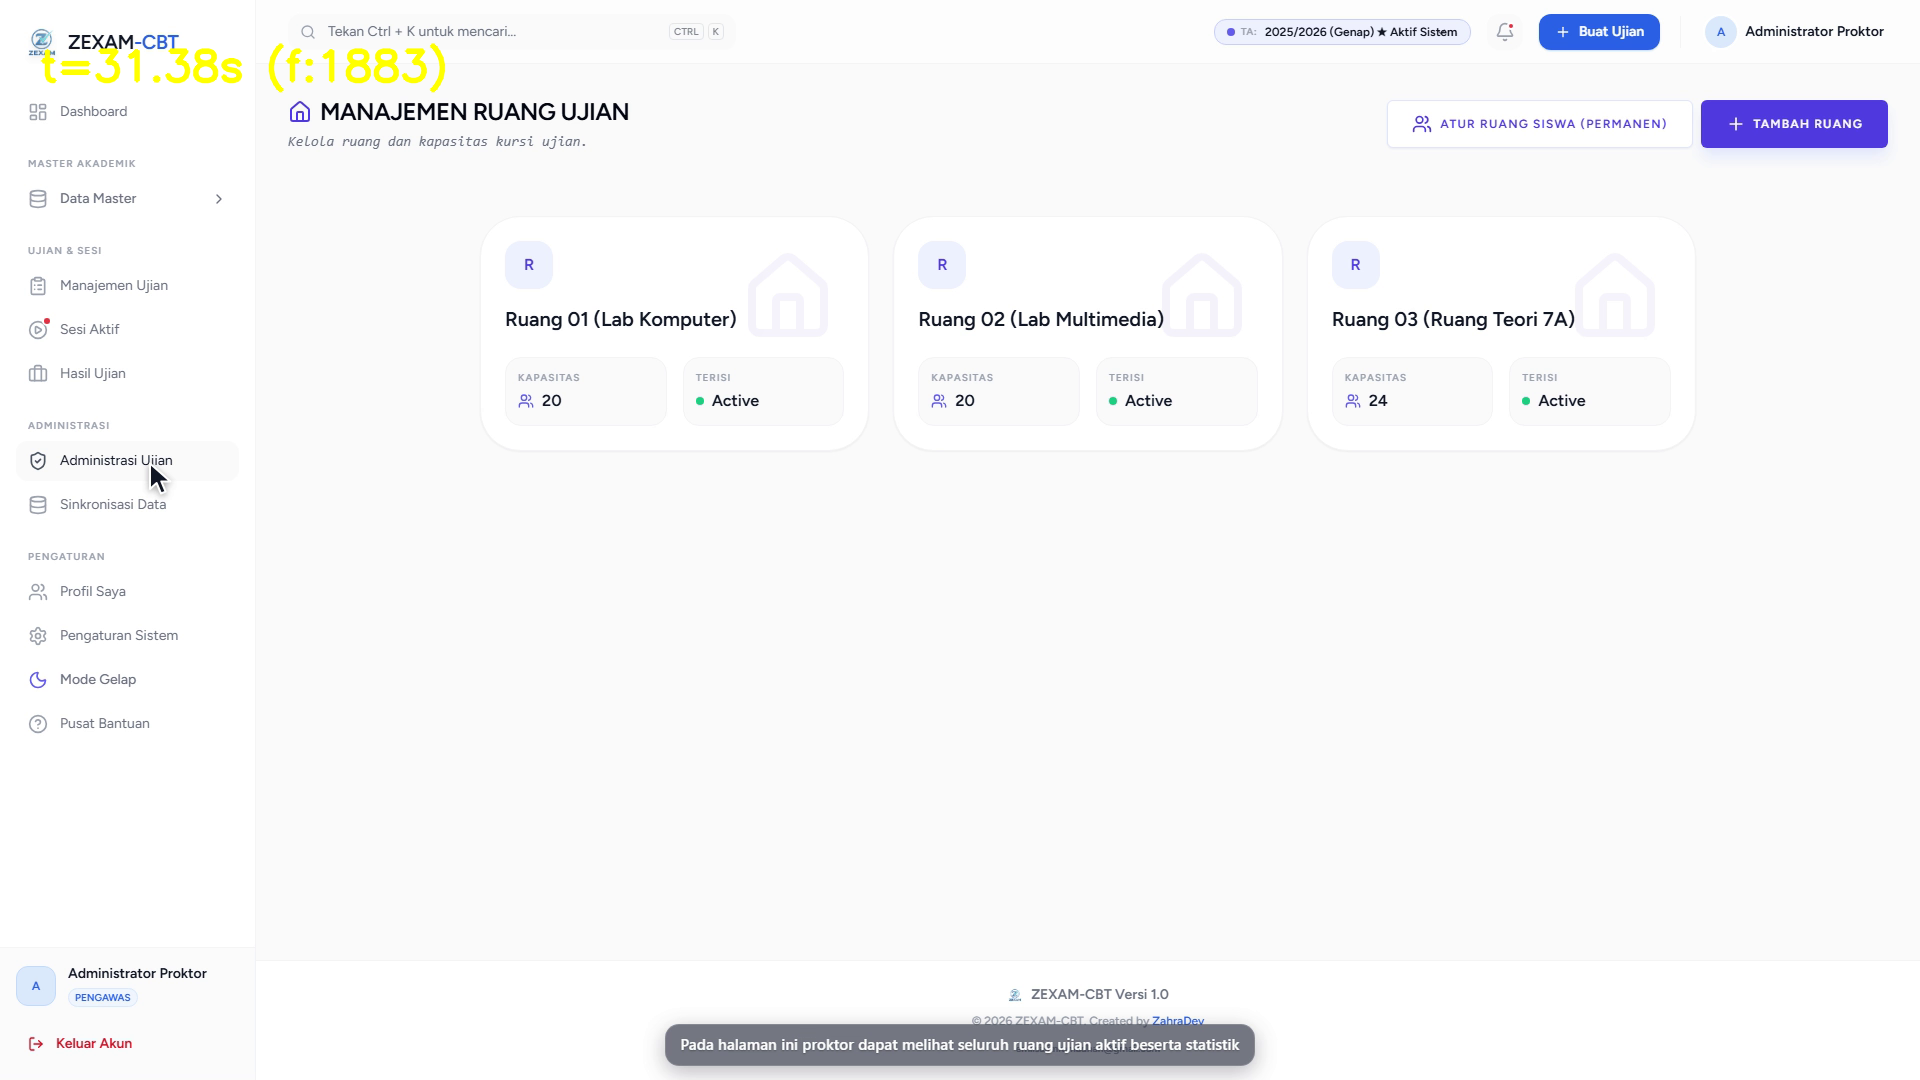 ZEXAM-CBT
ZEXAM
t=31.38s (f:1883)
Tekan Ctrl + K untuk mencari...
CTRL K
TA: 2025/2026 (Genap) ★ Aktif Sistem
+ Buat Ujian
A
Administrator Proktor
Dashboard
MASTER AKADEMIK
Data Master
UJIAN & SESI
Manajemen Ujian
Sesi Aktif
Hasil Ujian
ADMINISTRASI
Administrasi Ujian
Sinkronisasi Data
PENGATURAN
Profil Saya
Pengaturan Sistem
Mode Gelap
Pusat Bantuan
A
Administrator Proktor
PENGAWAS
Keluar Akun
MANAJEMEN RUANG UJIAN
Kelola ruang dan kapasitas kursi ujian.
ATUR RUANG SISWA (PERMANEN)
+ TAMBAH RUANG
R
Ruang 01 (Lab Komputer)
KAPASITAS
20
TERISI
Active
R
Ruang 02 (Lab Multimedia)
KAPASITAS
20
TERISI
Active
R
Ruang 03 (Ruang Teori 7A)
KAPASITAS
24
TERISI
Active
ZEXAM-CBT Versi 1.0
© 2026 ZEXAM-CBT. Created by ZahraDev
Pada halaman ini proktor dapat melihat seluruh ruang ujian aktif beserta statistik